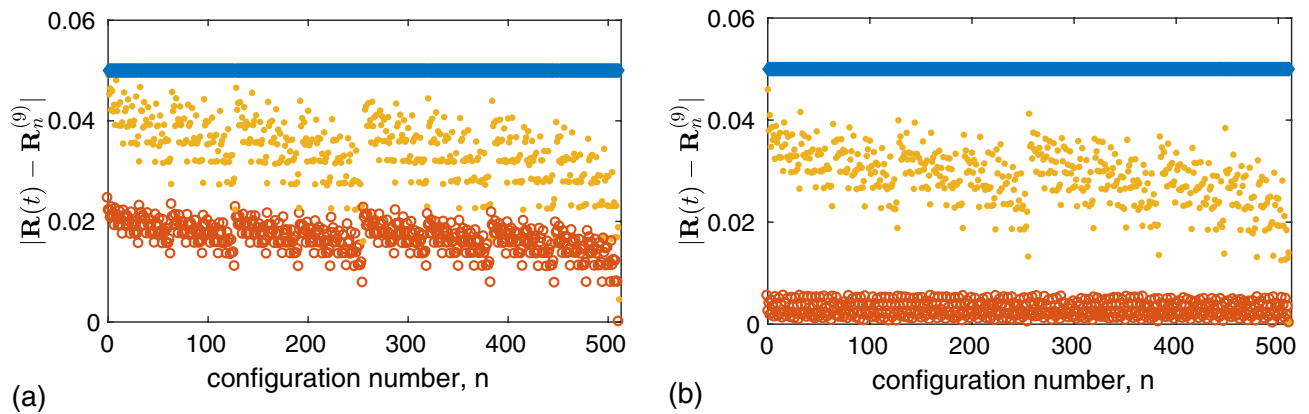 0.06
0.04
0.02
0
|R(t) − R_n^{(9)}|
0 100 200 300 400 500
configuration number, n
(a)
0.06
0.04
0.02
0
|R(t) − R_n^{(9)}|
0 100 200 300 400 500
configuration number, n
(b)